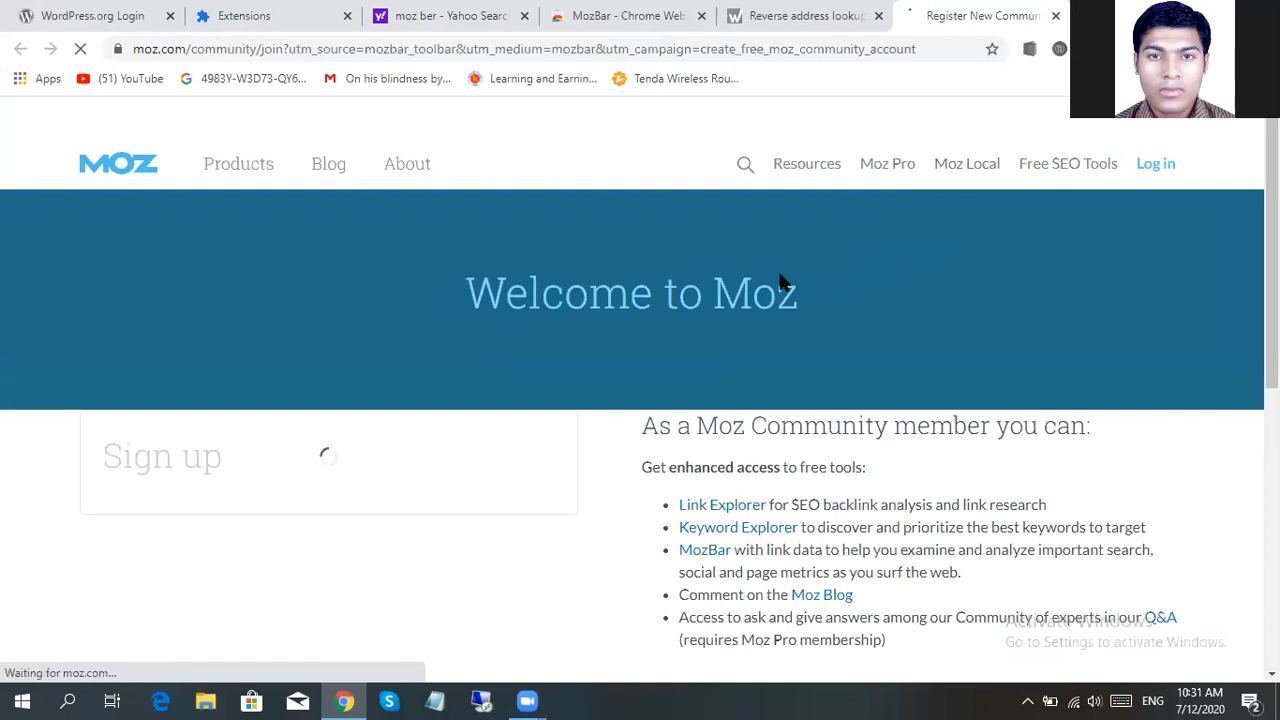 WordPress.org Login
Extensions
moz ber - Yahoo Search
MozBar - Chrome Web
Reverse address lookup
Register New Commun
moz.com/community/join?utm_source=mozbar_toolbar&utm_medium=mozbar&utm_campaign=create_free_moz_community_account
Apps
(51) YouTube
4983Y-W3D73-QY6...
On his blindness by...
Learning and Earnin...
Tenda Wireless Rou...
MOZ
Products
Blog
About
Resources
Moz Pro
Moz Local
Free SEO Tools
Log in
Welcome to Moz
Sign up
As a Moz Community member you can:
Get enhanced access to free tools:
• Link Explorer for SEO backlink analysis and link research
• Keyword Explorer to discover and prioritize the best keywords to target
• MozBar with link data to help you examine and analyze important search,
social and page metrics as you surf the web.
• Comment on the Moz Blog
• Access to ask and give answers among our Community of experts in our Q&A
(requires Moz Pro membership)
Activate Windows
Go to Settings to activate Windows.
Waiting for moz.com...
ENG
10:31 AM
7/12/2020
2